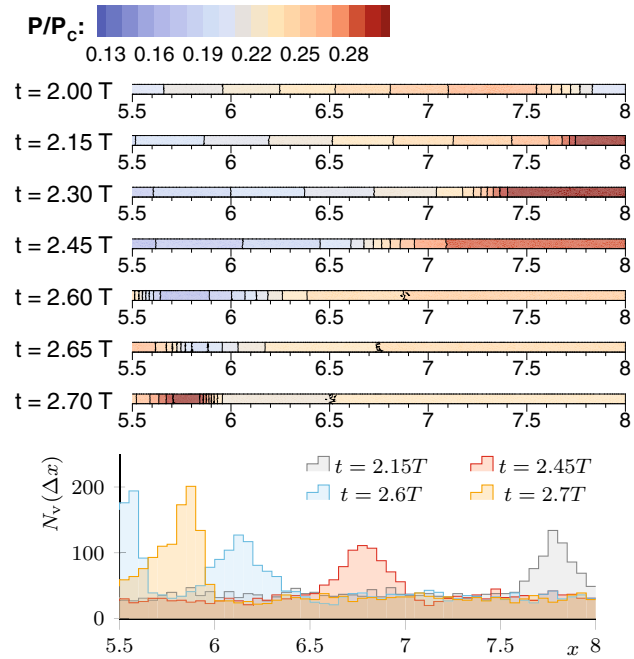 P/P_C:
0.13 0.16 0.19 0.22 0.25 0.28
t = 2.00 T
5.5 6 6.5 7 7.5 8
t = 2.15 T
5.5 6 6.5 7 7.5 8
t = 2.30 T
5.5 6 6.5 7 7.5 8
t = 2.45 T
5.5 6 6.5 7 7.5 8
t = 2.60 T
5.5 6 6.5 7 7.5 8
t = 2.65 T
5.5 6 6.5 7 7.5 8
t = 2.70 T
5.5 6 6.5 7 7.5 8
N_v(Δx)
200
100
0
t = 2.15T t = 2.45T
t = 2.6T t = 2.7T
5.5 6 6.5 7 7.5 x 8